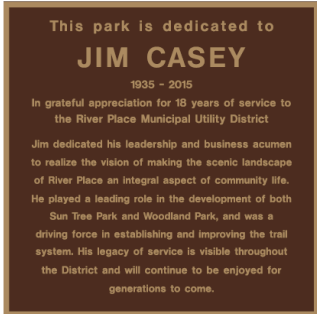 This park is dedicated to
JIM CASEY
1935 - 2015
In grateful appreciation for 18 years of service to
the River Place Municipal Utility District
Jim dedicated his leadership and business acumen
to realize the vision of making the scenic landscape
of River Place an integral aspect of community life.
He played a leading role in the development of both
Sun Tree Park and Woodland Park, and was a
driving force in establishing and improving the trail
system. His legacy of service is visible throughout
the District and will continue to be enjoyed for
generations to come.